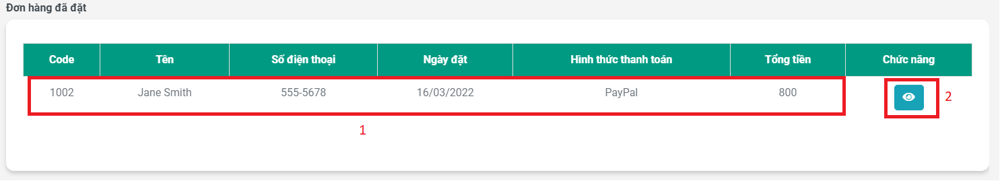 Đơn hàng đã đặt
Code Tên Số điện thoại Ngày đặt Hình thức thanh toán Tổng tiền Chức năng
1002 Jane Smith 555-5678 16/03/2022 PayPal 800 2
1